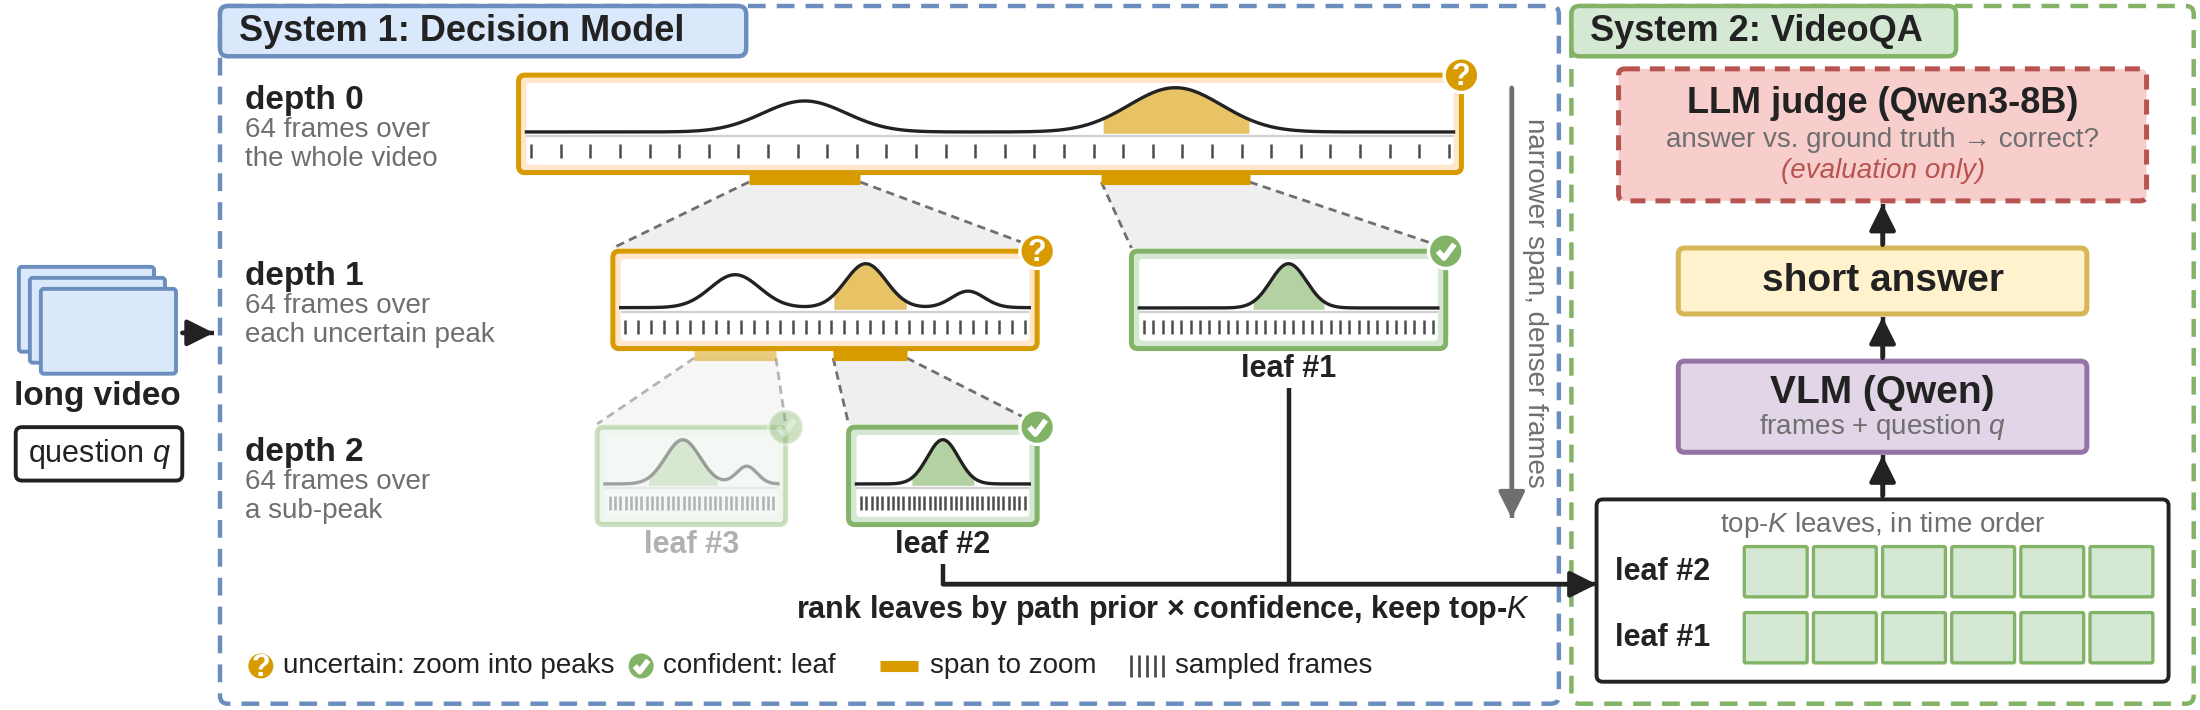 System 1: Decision Model
depth 0
64 frames over
the whole video
?
depth 1
64 frames over
each uncertain peak
?
leaf #1
depth 2
64 frames over
a sub-peak
leaf #3
leaf #2
narrower span, denser frames
rank leaves by path prior × confidence, keep top-K
? uncertain: zoom into peaks
confident: leaf
span to zoom
sampled frames
long video
question q
System 2: VideoQA
LLM judge (Qwen3-8B)
answer vs. ground truth → correct?
(evaluation only)
short answer
VLM (Qwen)
frames + question q
top-K leaves, in time order
leaf #2
leaf #1